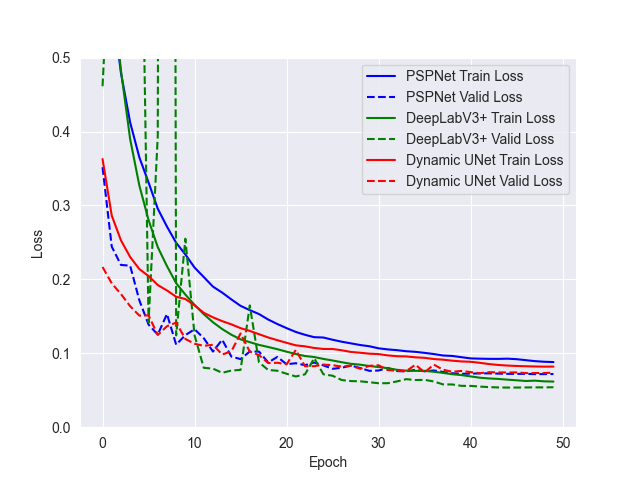 0.5
0.4
0.3
0.2
0.1
0.0
Loss
0
10
20
30
40
50
Epoch
PSPNet Train Loss
PSPNet Valid Loss
DeepLabV3+ Train Loss
DeepLabV3+ Valid Loss
Dynamic UNet Train Loss
Dynamic UNet Valid Loss